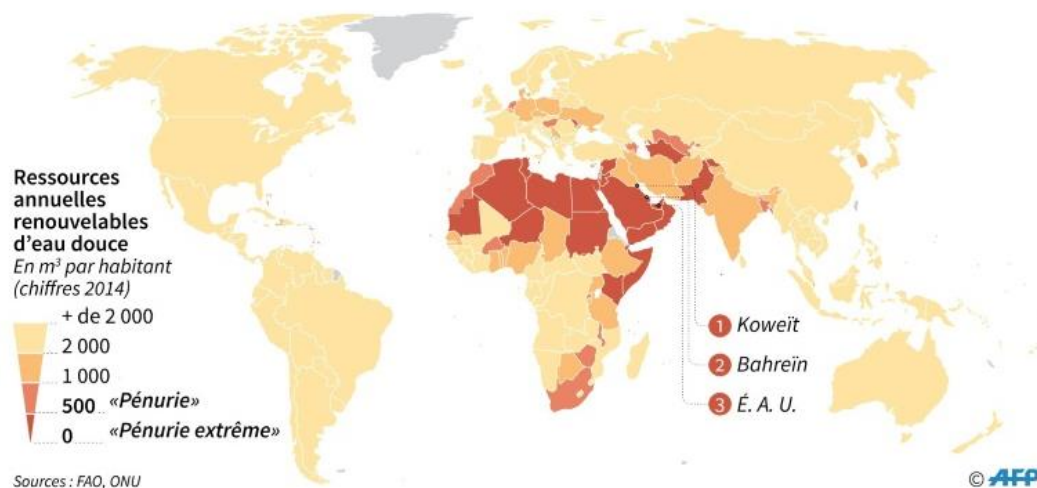 Ressources
annuelles
renouvelables
d'eau douce
En m³ par habitant
(chiffres 2014)
+ de 2 000
2 000
1 000
500 «Pénurie»
0 «Pénurie extrême»
1 Koweït
2 Bahreïn
3 É. A. U.
Sources : FAO, ONU
© AFP